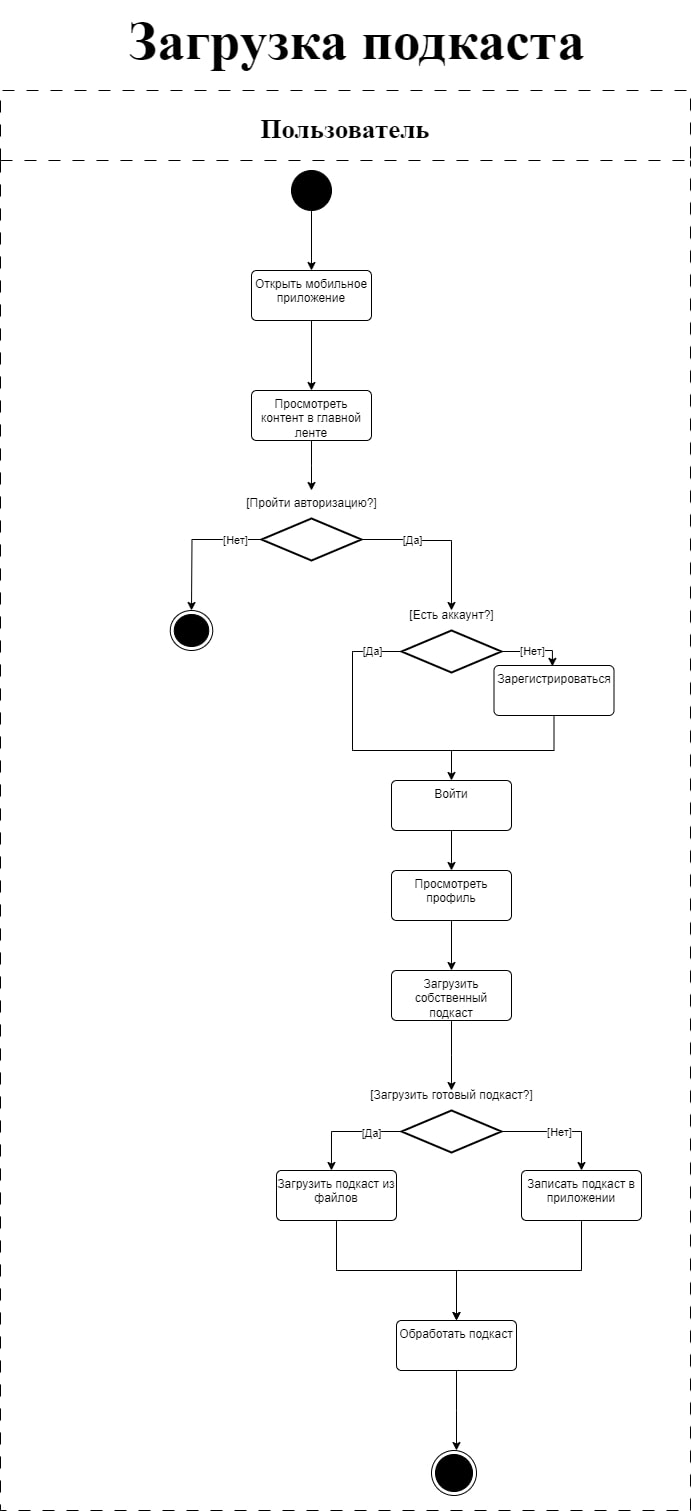 Загрузка подкаста
Пользователь
Открыть мобильное
приложение
Просмотреть
контент в главной
ленте
[Пройти авторизацию?]
[Нет]
[Да]
[Есть аккаунт?]
[Да]
[Нет]
Зарегистрироваться
Войти
Просмотреть
профиль
Загрузить
собственный
подкаст
[Загрузить готовый подкаст?]
[Да]
[Нет]
Загрузить подкаст из
файлов
Записать подкаст в
приложении
Обработать подкаст